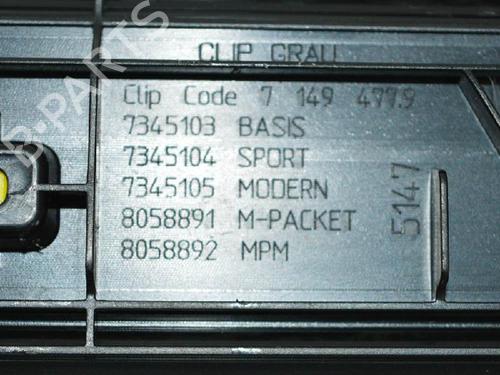 CLIP GRAU
Clip Code 7 149 477.9
7345103 BASIS
7345104 SPORT
7345105 MODERN
8058891 M-PACKET
8058892 MPM
5147
B-PARTS